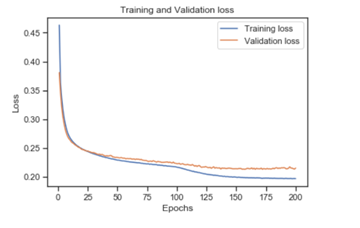 Training and Validation loss
Training loss
Validation loss
Loss
0.45
0.40
0.35
0.30
0.25
0.20
0 25 50 75 100 125 150 175 200
Epochs